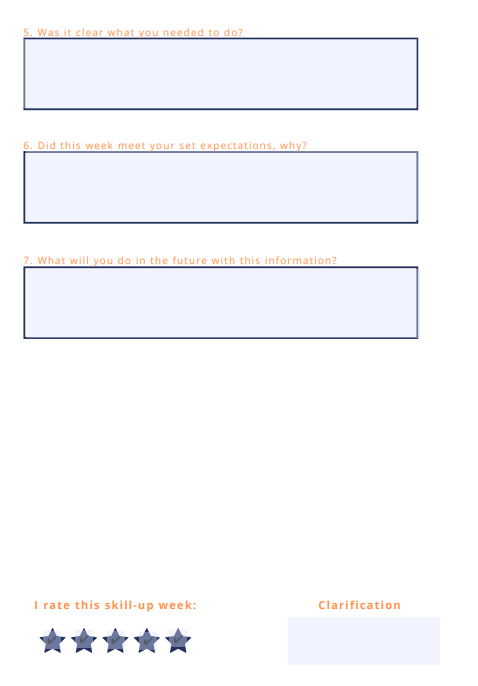 5. Was it clear what you needed to do?
6. Did this week meet your set expectations, why?
7. What will you do in the future with this information?
I rate this skill-up week:
Clarification